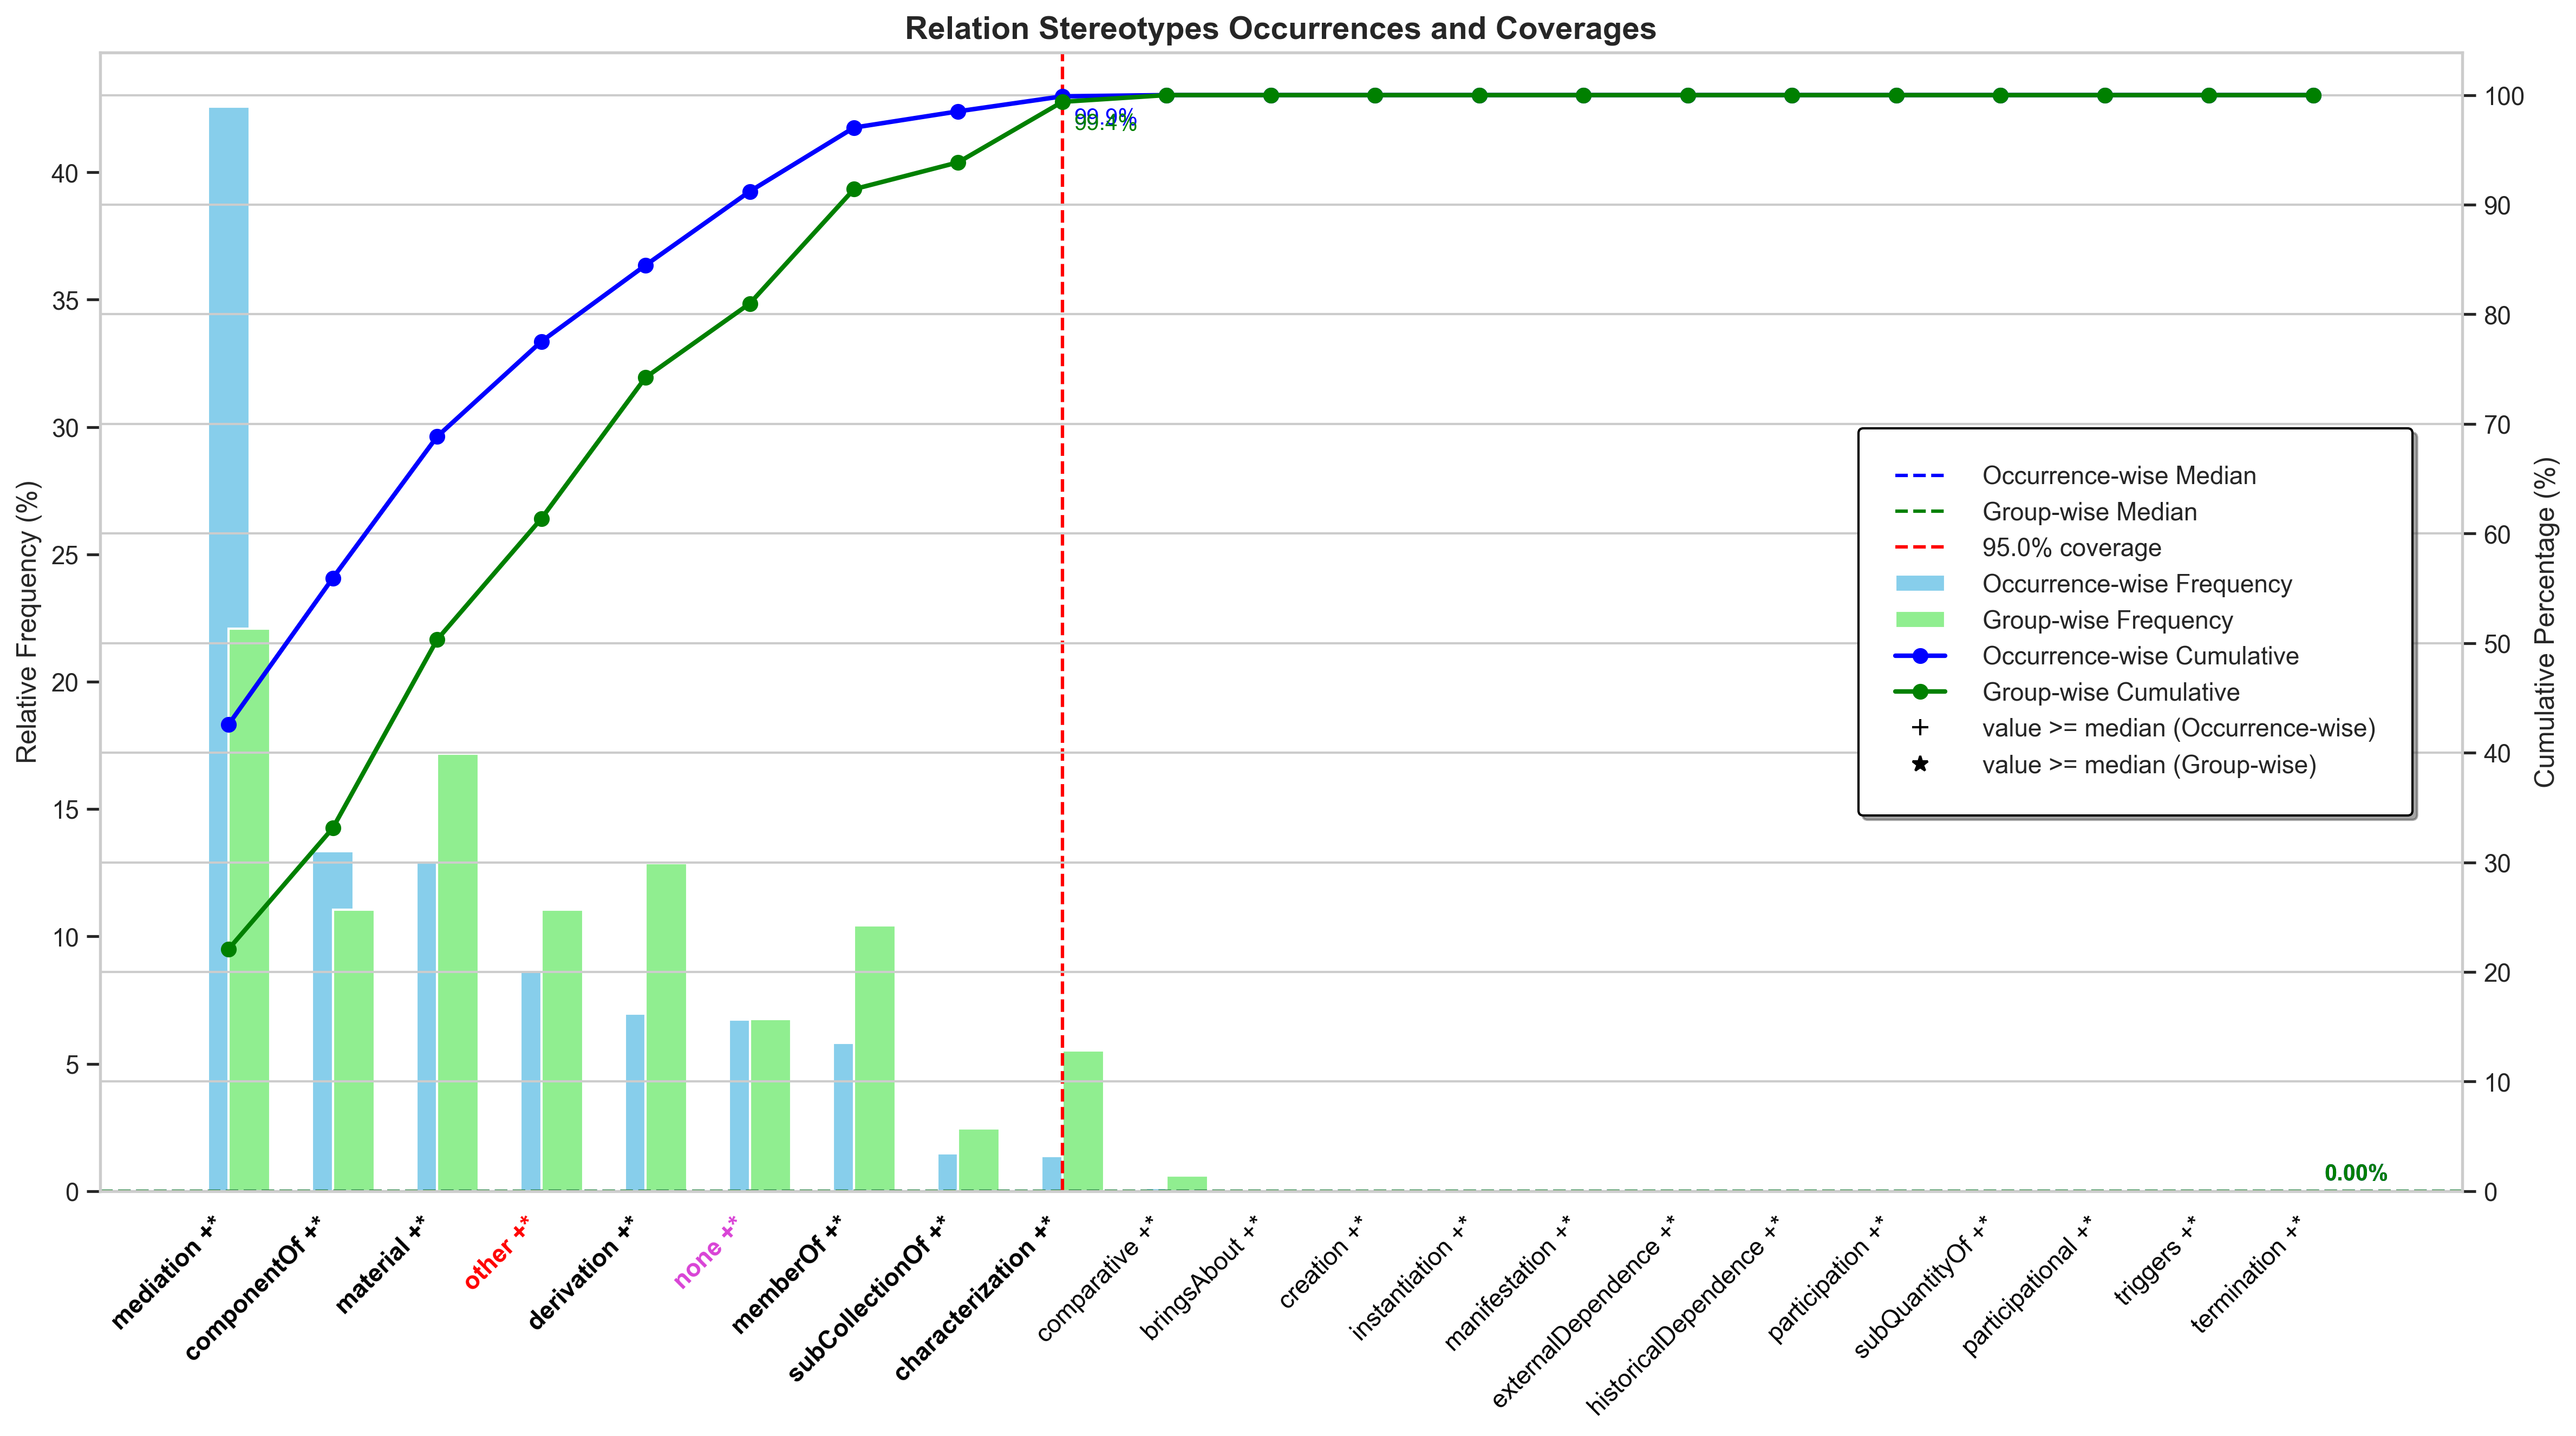 Relation Stereotypes Occurrences and Coverages
Relative Frequency (%)
40
35
30
25
20
15
10
5
0
100
90
80
70
60
50
40
30
20
10
0
Cumulative Percentage (%)
99.9%
99.4%
Occurrence-wise Median
Group-wise Median
95.0% coverage
Occurrence-wise Frequency
Group-wise Frequency
Occurrence-wise Cumulative
Group-wise Cumulative
value >= median (Occurrence-wise)
value >= median (Group-wise)
0.00%
mediation +*
componentOf +*
material +*
other +*
derivation +*
none +*
memberOf +*
subCollectionOf +*
characterization +*
comparative +*
bringsAbout +*
creation +*
instantiation +*
manifestation +*
externalDependence +*
historicalDependence +*
participation +*
subQuantityOf +*
participational +*
triggers +*
termination +*